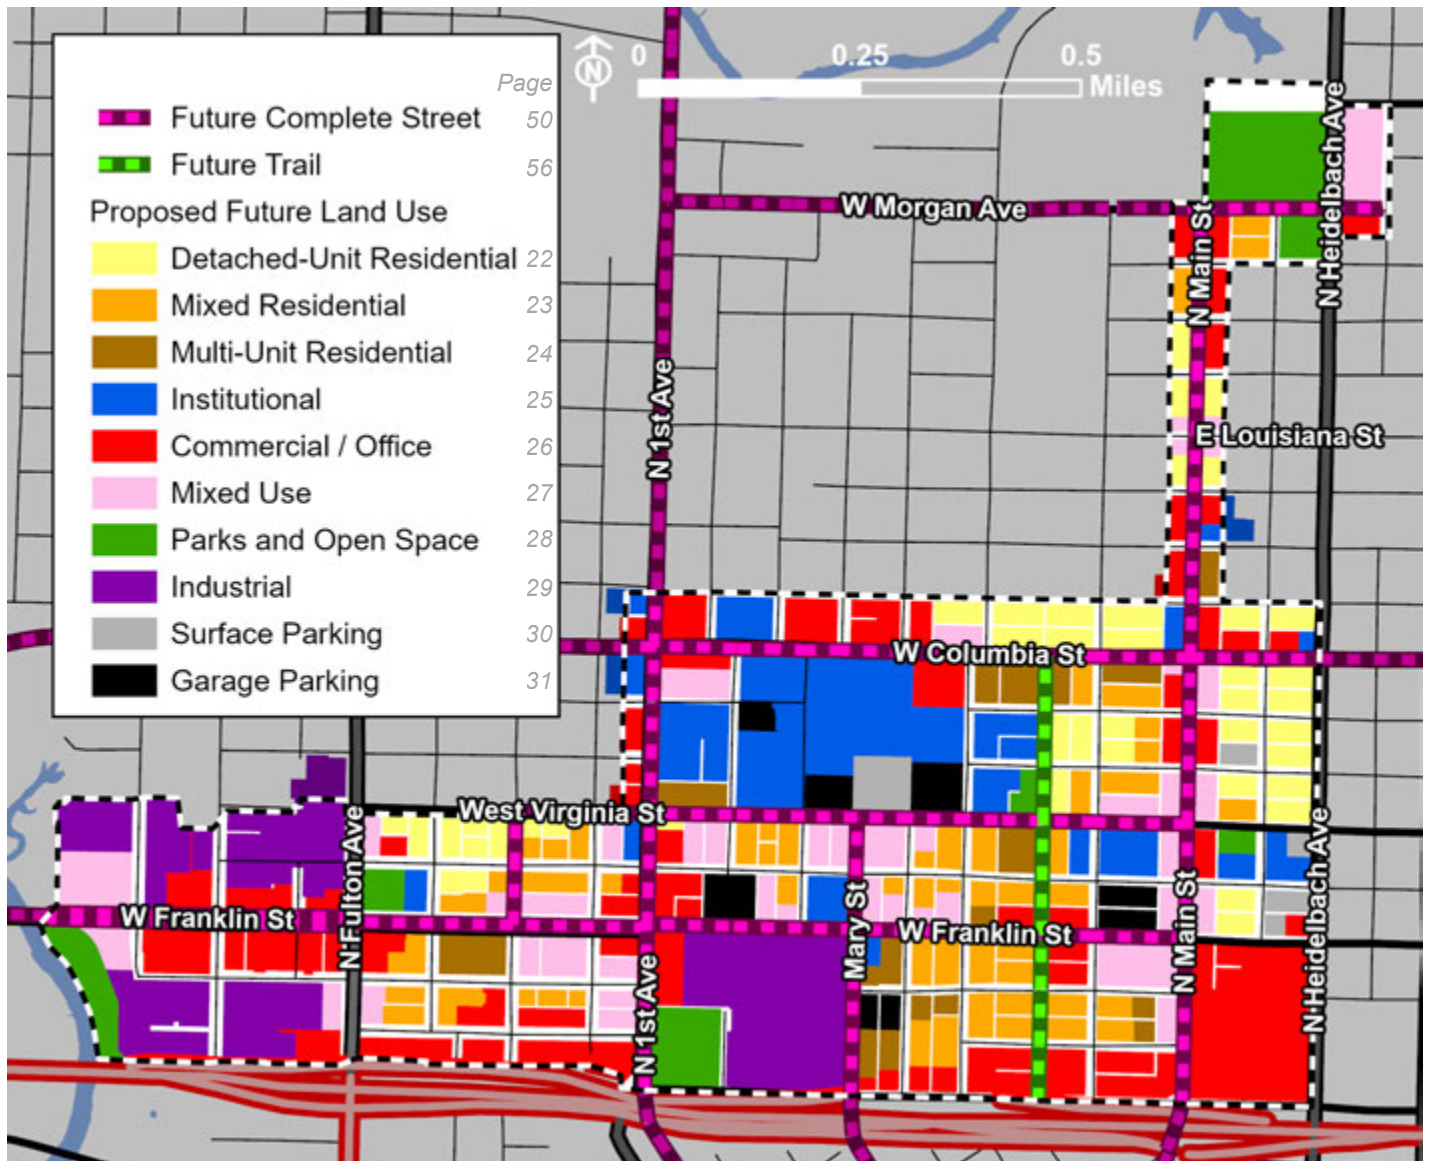 Page
Future Complete Street 50
Future Trail 56
Proposed Future Land Use
Detached-Unit Residential 22
Mixed Residential 23
Multi-Unit Residential 24
Institutional 25
Commercial / Office 26
Mixed Use 27
Parks and Open Space 28
Industrial 29
Surface Parking 30
Garage Parking 31
N
0 0.25 0.5
Miles
W Morgan Ave
N Main St
N Heidelbach Ave
N 1st Ave
E Louisiana St
W Columbia St
West Virginia St
N Fulton Ave
W Franklin St
Mary St
W Franklin St
N Main St
N Heidelbach Ave
N 1st Ave